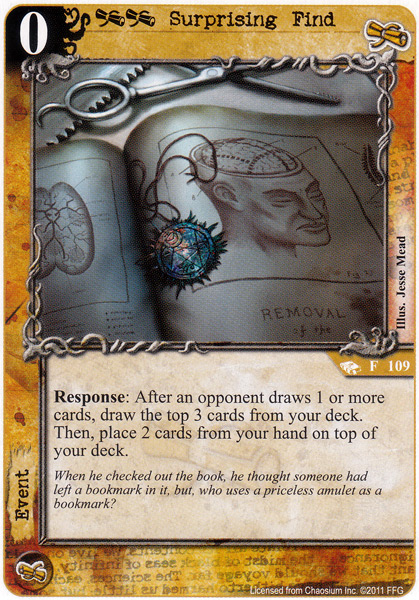 0 Surprising Find
REMOVAL
of the
Illus. Jesse Mead
F 109
Response: After an opponent draws 1 or more
cards, draw the top 3 cards from your deck.
Then, place 2 cards from your hand on top of
your deck.
When he checked out the book, he thought someone had
left a bookmark in it, but, who uses a priceless amulet as a
bookmark?
Event
Licensed from Chaosium Inc. ©2011 FFG